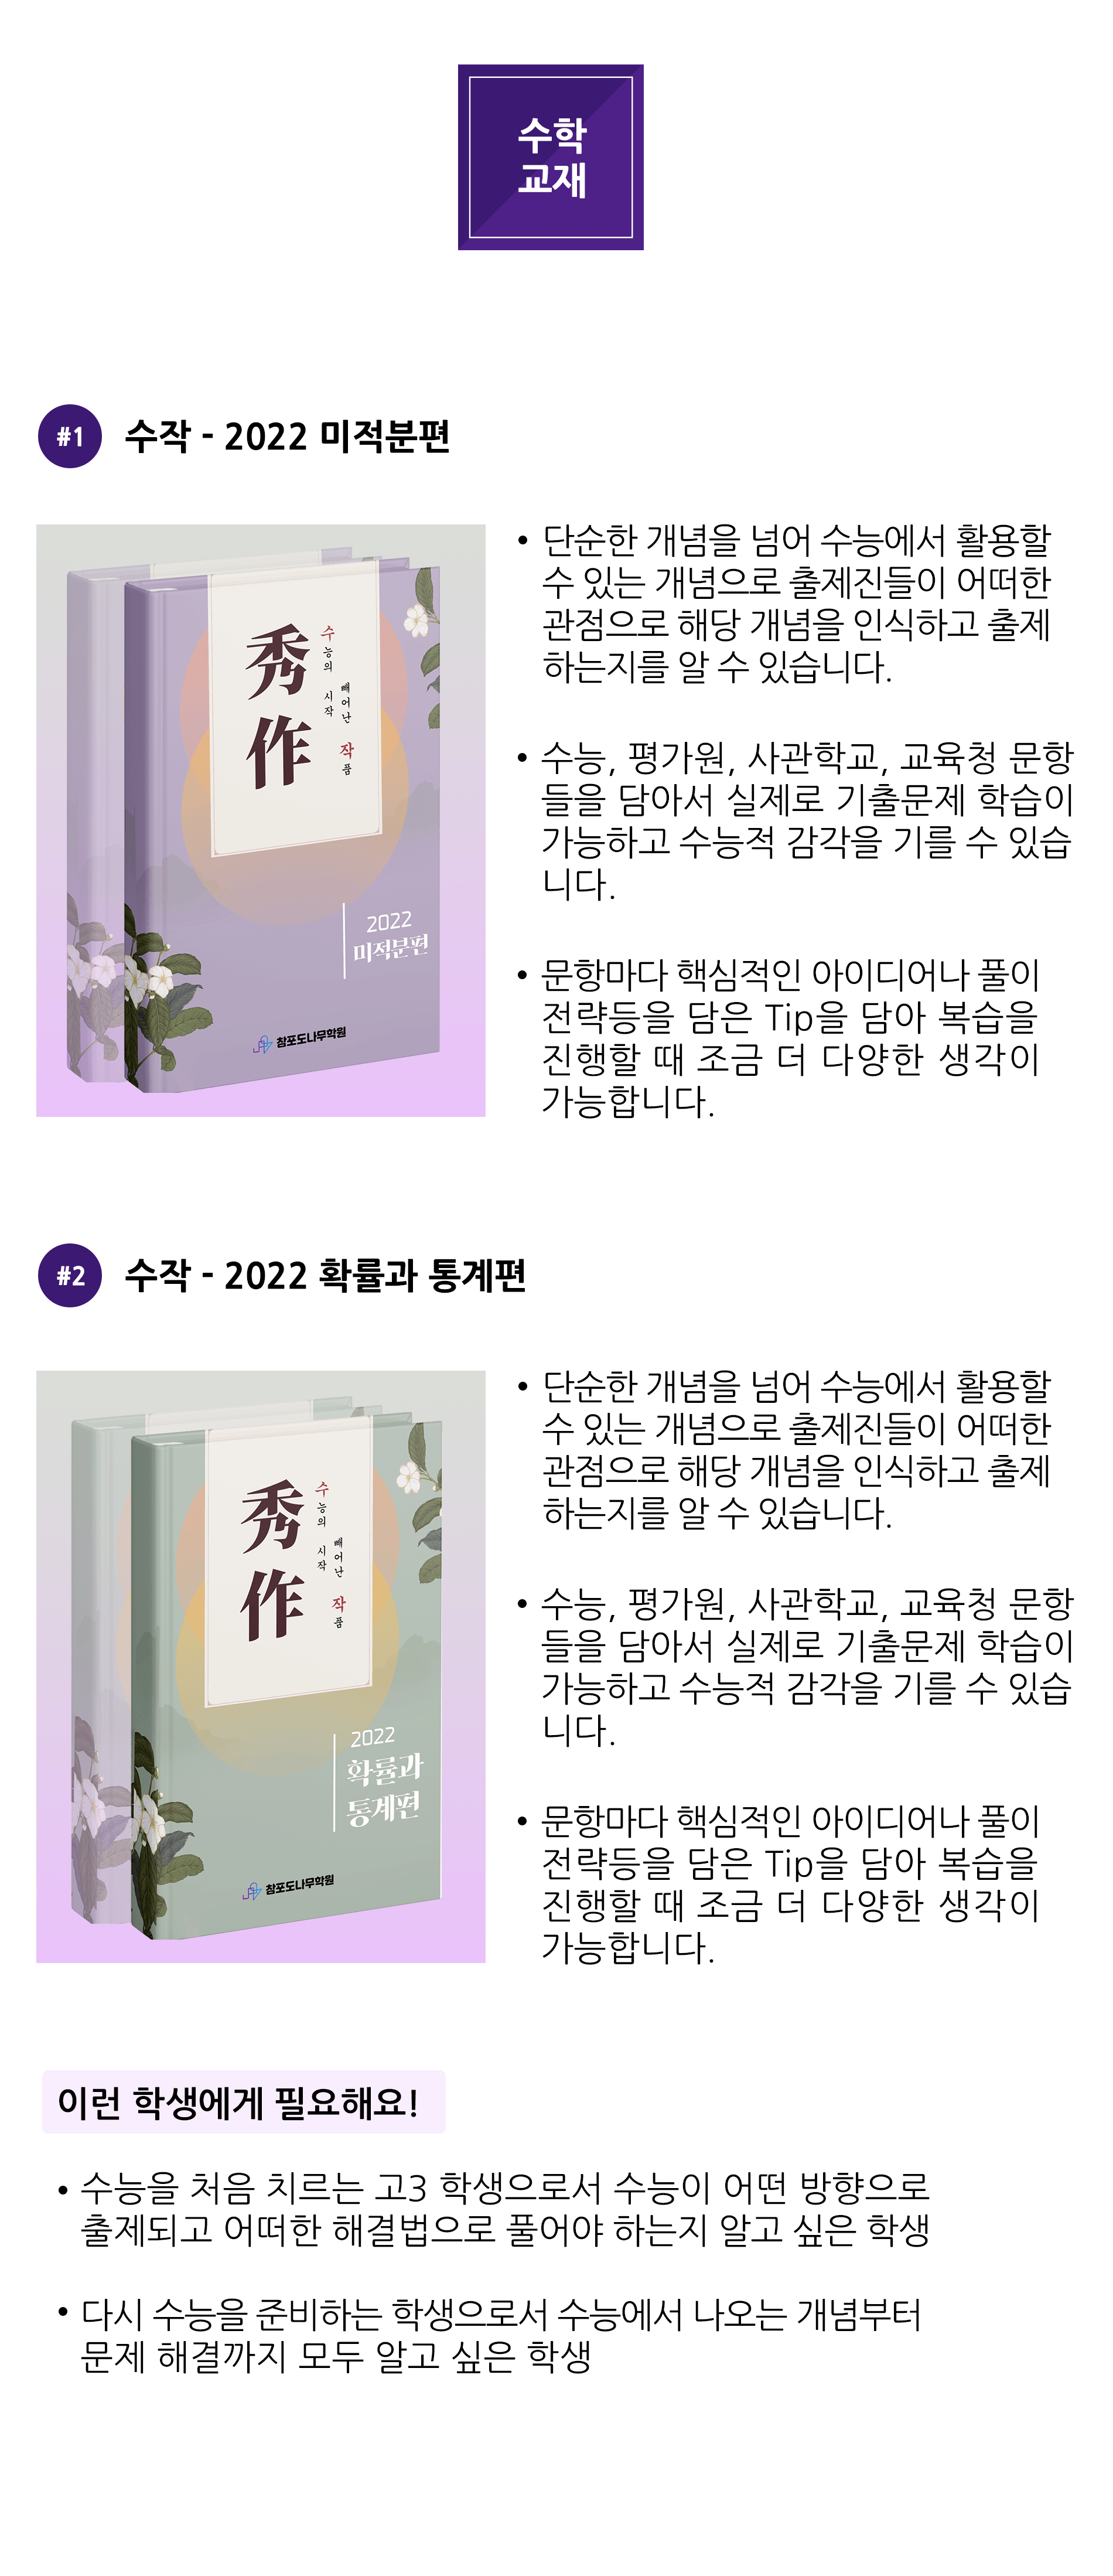 수학
교재
#1
수작 - 2022 미적분편
秀
作
수능의 시작
빼어난 작품
2022
미적분편
참포도나무학원
• 단순한 개념을 넘어 수능에서 활용할
수 있는 개념으로 출제진들이 어떠한
관점으로 해당 개념을 인식하고 출제
하는지를 알 수 있습니다.
• 수능, 평가원, 사관학교, 교육청 문항
들을 담아서 실제로 기출문제 학습이
가능하고 수능적 감각을 기를 수 있습
니다.
• 문항마다 핵심적인 아이디어나 풀이
전략등을 담은 Tip을 담아 복습을
진행할 때 조금 더 다양한 생각이
가능합니다.
#2
수작 - 2022 확률과 통계편
秀
作
수능의 시작
빼어난 작품
2022
확률과
통계편
참포도나무학원
• 단순한 개념을 넘어 수능에서 활용할
수 있는 개념으로 출제진들이 어떠한
관점으로 해당 개념을 인식하고 출제
하는지를 알 수 있습니다.
• 수능, 평가원, 사관학교, 교육청 문항
들을 담아서 실제로 기출문제 학습이
가능하고 수능적 감각을 기를 수 있습
니다.
• 문항마다 핵심적인 아이디어나 풀이
전략등을 담은 Tip을 담아 복습을
진행할 때 조금 더 다양한 생각이
가능합니다.
이런 학생에게 필요해요!
• 수능을 처음 치르는 고3 학생으로서 수능이 어떤 방향으로
출제되고 어떠한 해결법으로 풀어야 하는지 알고 싶은 학생
• 다시 수능을 준비하는 학생으로서 수능에서 나오는 개념부터
문제 해결까지 모두 알고 싶은 학생